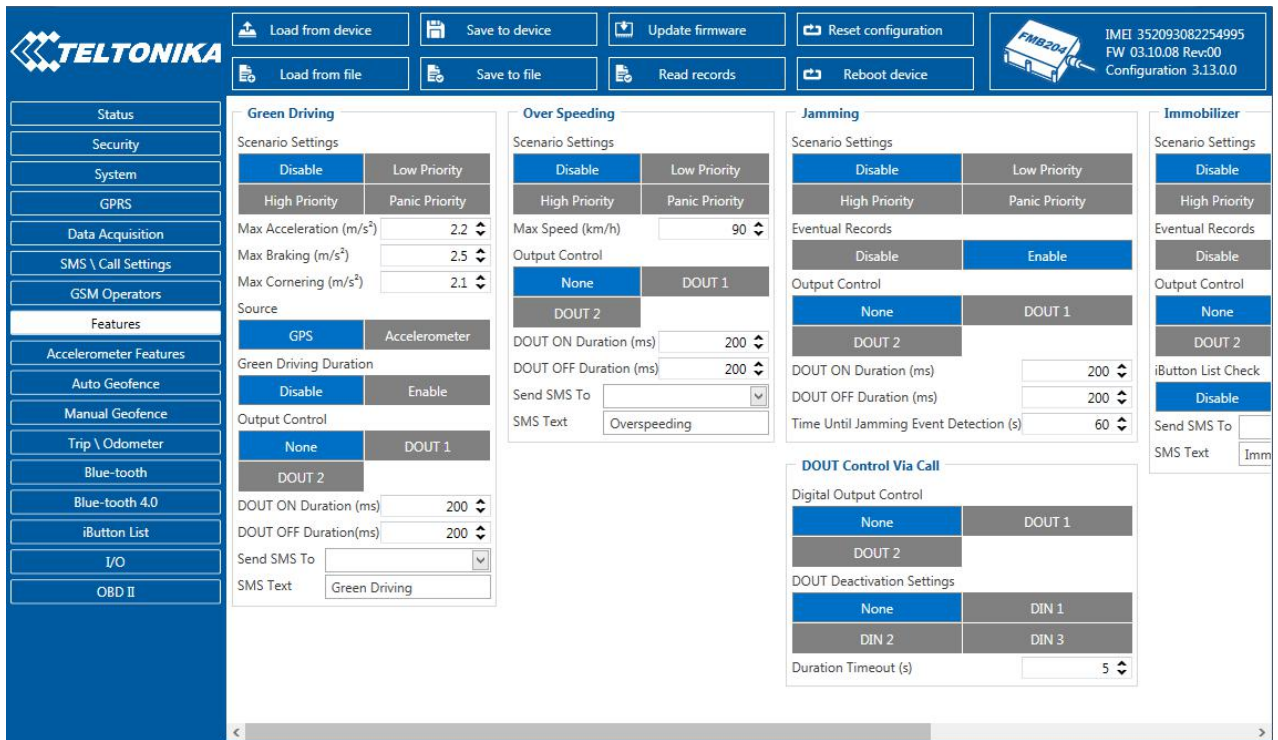 TELTONIKA
Load from device
Save to device
Update firmware
Reset configuration
Load from file
Save to file
Read records
Reboot device
FMB204
IMEI 352093082254995
FW 03.10.08 Rev:00
Configuration 3.13.0.0
Status
Security
System
GPRS
Data Acquisition
SMS \ Call Settings
GSM Operators
Features
Accelerometer Features
Auto Geofence
Manual Geofence
Trip \ Odometer
Blue-tooth
Blue-tooth 4.0
iButton List
I/O
OBD II
Green Driving
Scenario Settings
Disable Low Priority
High Priority Panic Priority
Max Acceleration (m/s²) 2.2
Max Braking (m/s²) 2.5
Max Cornering (m/s²) 2.1
Source
GPS Accelerometer
Green Driving Duration
Disable Enable
Output Control
None DOUT 1
DOUT 2
DOUT ON Duration (ms) 200
DOUT OFF Duration(ms) 200
Send SMS To
SMS Text Green Driving
Over Speeding
Scenario Settings
Disable Low Priority
High Priority Panic Priority
Max Speed (km/h) 90
Output Control
None DOUT 1
DOUT 2
DOUT ON Duration (ms) 200
DOUT OFF Duration (ms) 200
Send SMS To
SMS Text Overspeeding
Jamming
Scenario Settings
Disable Low Priority
High Priority Panic Priority
Eventual Records
Disable Enable
Output Control
None DOUT 1
DOUT 2
DOUT ON Duration (ms) 200
DOUT OFF Duration (ms) 200
Time Until Jamming Event Detection (s) 60
DOUT Control Via Call
Digital Output Control
None DOUT 1
DOUT 2
DOUT Deactivation Settings
None DIN 1
DIN 2 DIN 3
Duration Timeout (s) 5
Immobilizer
Scenario Settings
Disable
High Priority
Eventual Records
Disable
Output Control
None
DOUT 2
iButton List Check
Disable
Send SMS To
SMS Text Imm